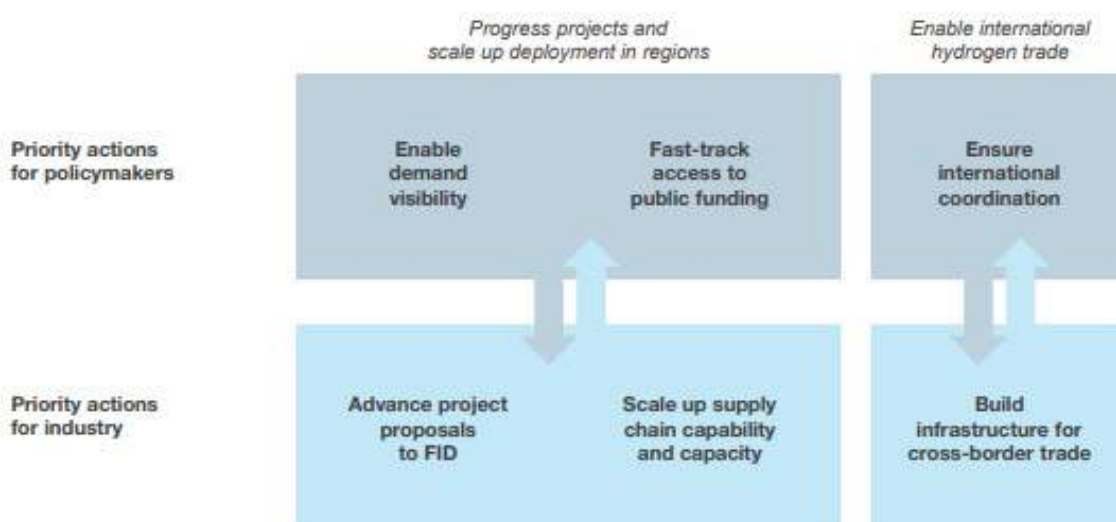 Progress projects and
scale up deployment in regions
Enable international
hydrogen trade
Priority actions
for policymakers
Enable
demand
visibility
Fast-track
access to
public funding
Ensure
international
coordination
Priority actions
for industry
Advance project
proposals
to FID
Scale up supply
chain capability
and capacity
Build
infrastructure for
cross-border trade